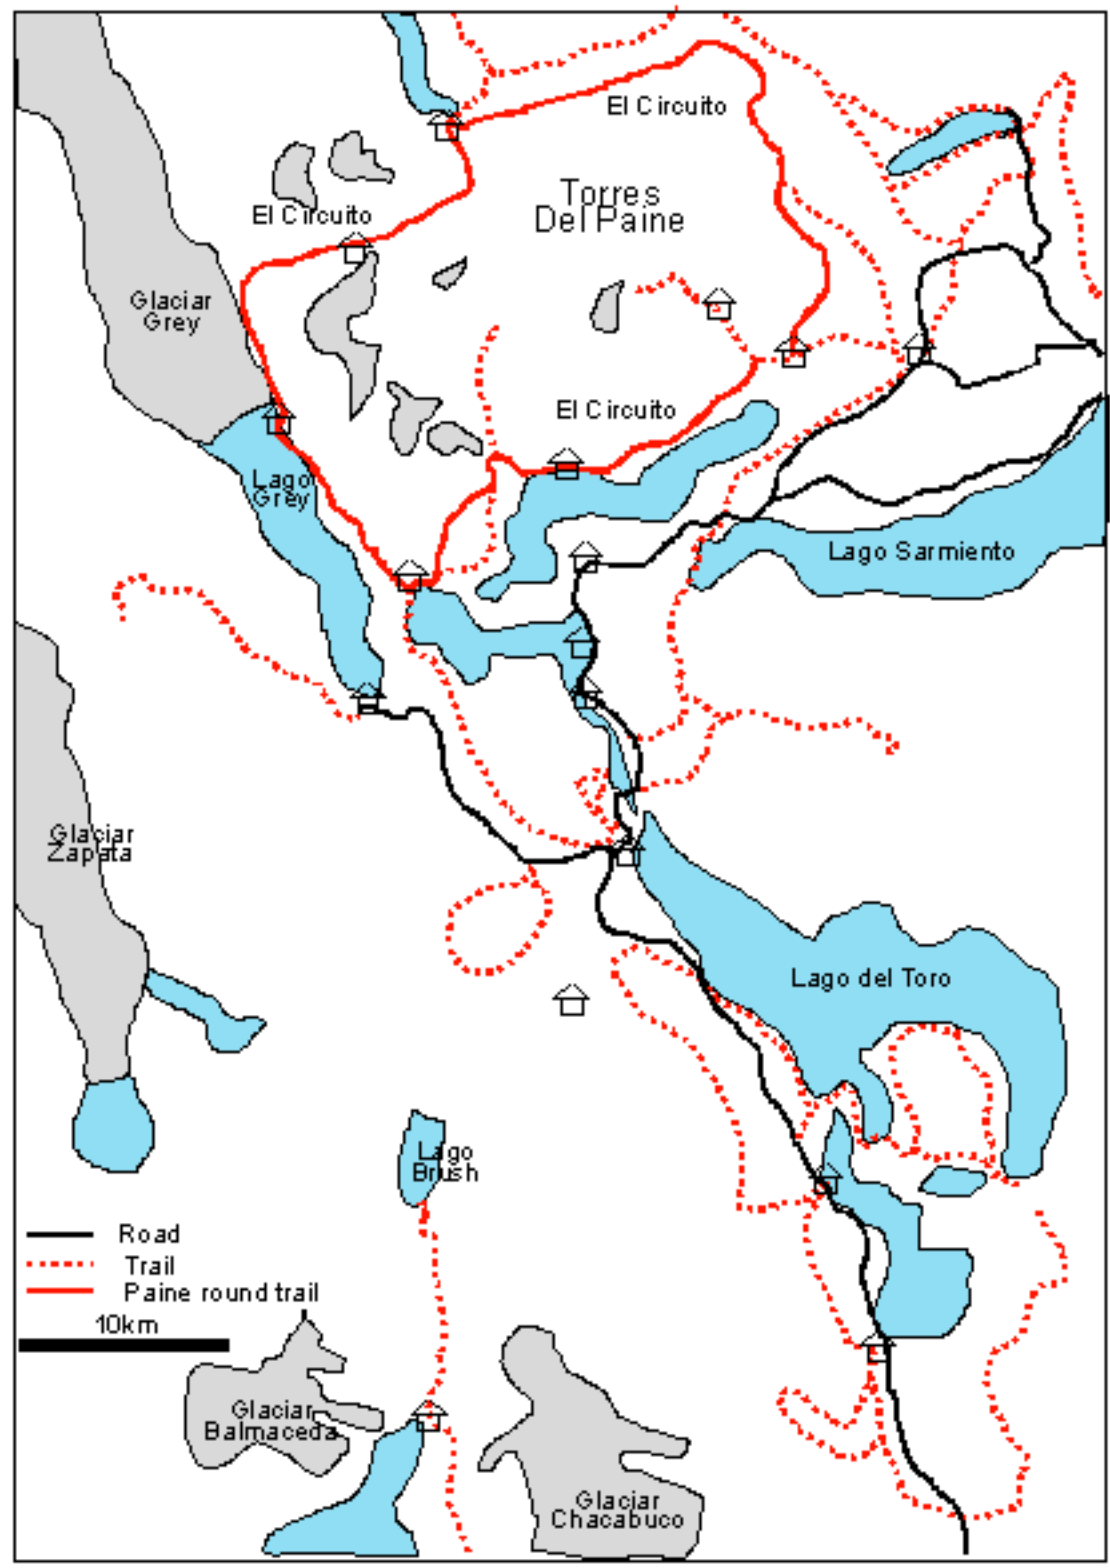 El Circuito
Torres
Del Paine
El Circuito
Glaciar
Grey
El Circuito
Lago
Grey
Lago Sarmiento
Glaciar
Zapata
Lago del Toro
Lago
Brush
Road
Trail
Paine round trail
10km
Glaciar
Balmaceda
Glaciar
Chacabuco